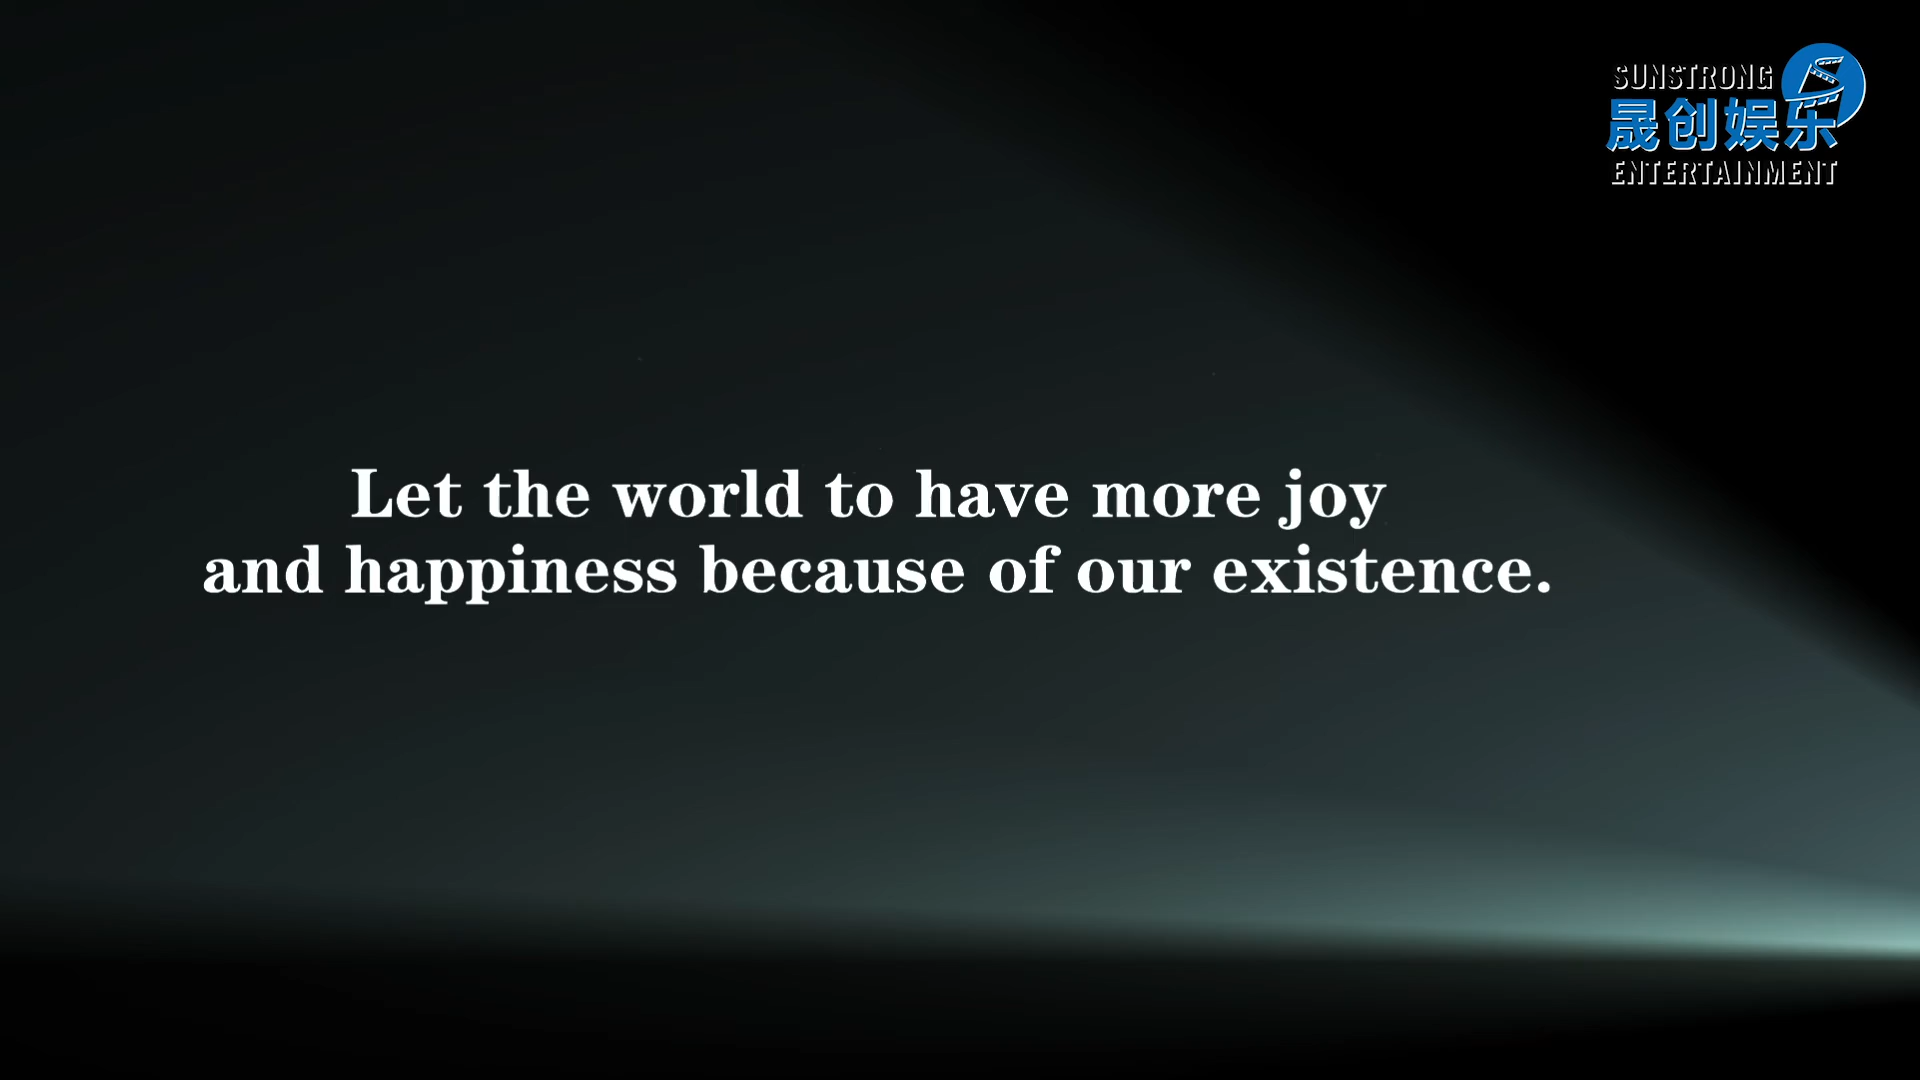 SUNSTRONG
晟创娱乐
ENTERTAINMENT
Let the world to have more joy
and happiness because of our existence.